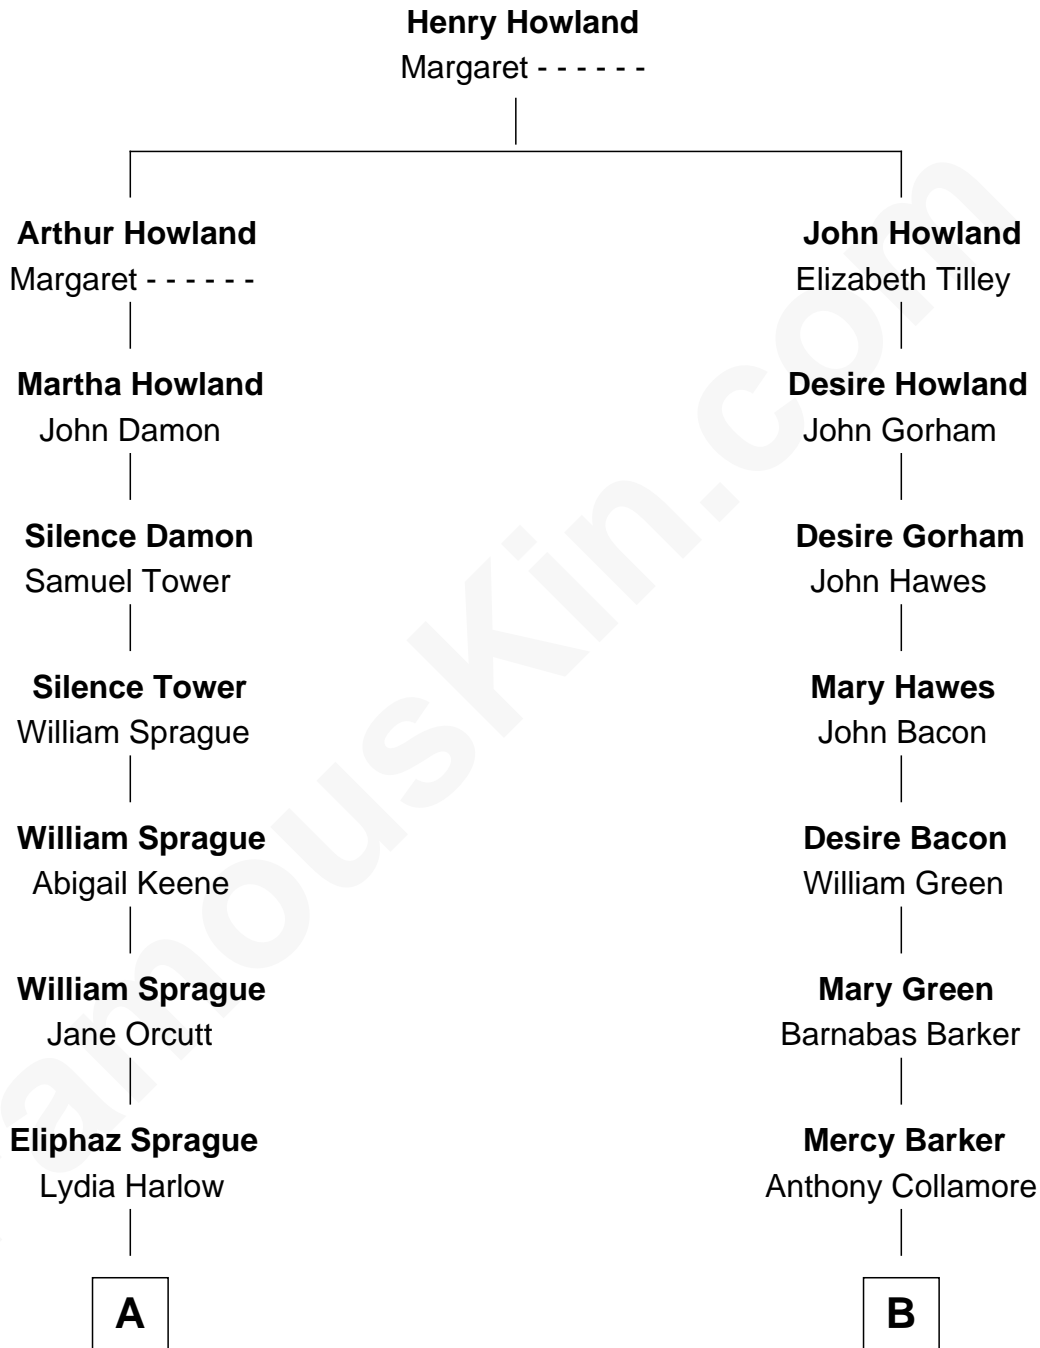 Henry Howland
Margaret - - - - - -
Arthur Howland
Margaret - - - - - -
John Howland
Elizabeth Tilley
Martha Howland
John Damon
Desire Howland
John Gorham
Silence Damon
Samuel Tower
Desire Gorham
John Hawes
Silence Tower
William Sprague
Mary Hawes
John Bacon
William Sprague
Abigail Keene
Desire Bacon
William Green
William Sprague
Jane Orcutt
Mary Green
Barnabas Barker
Eliphaz Sprague
Lydia Harlow
Mercy Barker
Anthony Collamore
A
B
amouskin.com